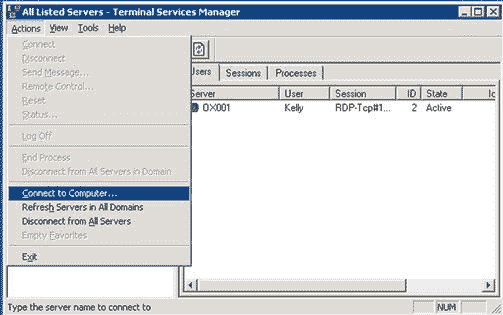 All Listed Servers - Terminal Services Manager
Actions View Tools Help
Connect
Disconnect
Send Message...
Remote Control...
Reset
Status...
Log Off
End Process
Disconnect from All Servers in Domain
Connect to Computer...
Refresh Servers in All Domains
Disconnect from All Servers
Empty Favorites
Exit
Users Sessions Processes
Server User Session ID State
OX001 Kelly RDP-Tcp#1... 2 Active
Type the server name to connect to NUM